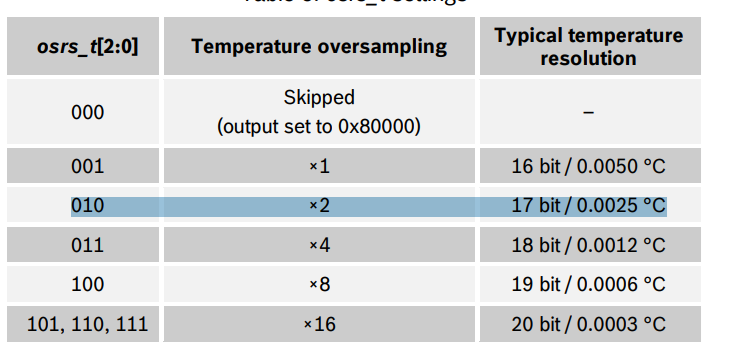 osrs_t[2:0] Temperature oversampling Typical temperature resolution
000 Skipped (output set to 0x80000) –
001 ×1 16 bit / 0.0050 °C
010 ×2 17 bit / 0.0025 °C
011 ×4 18 bit / 0.0012 °C
100 ×8 19 bit / 0.0006 °C
101, 110, 111 ×16 20 bit / 0.0003 °C